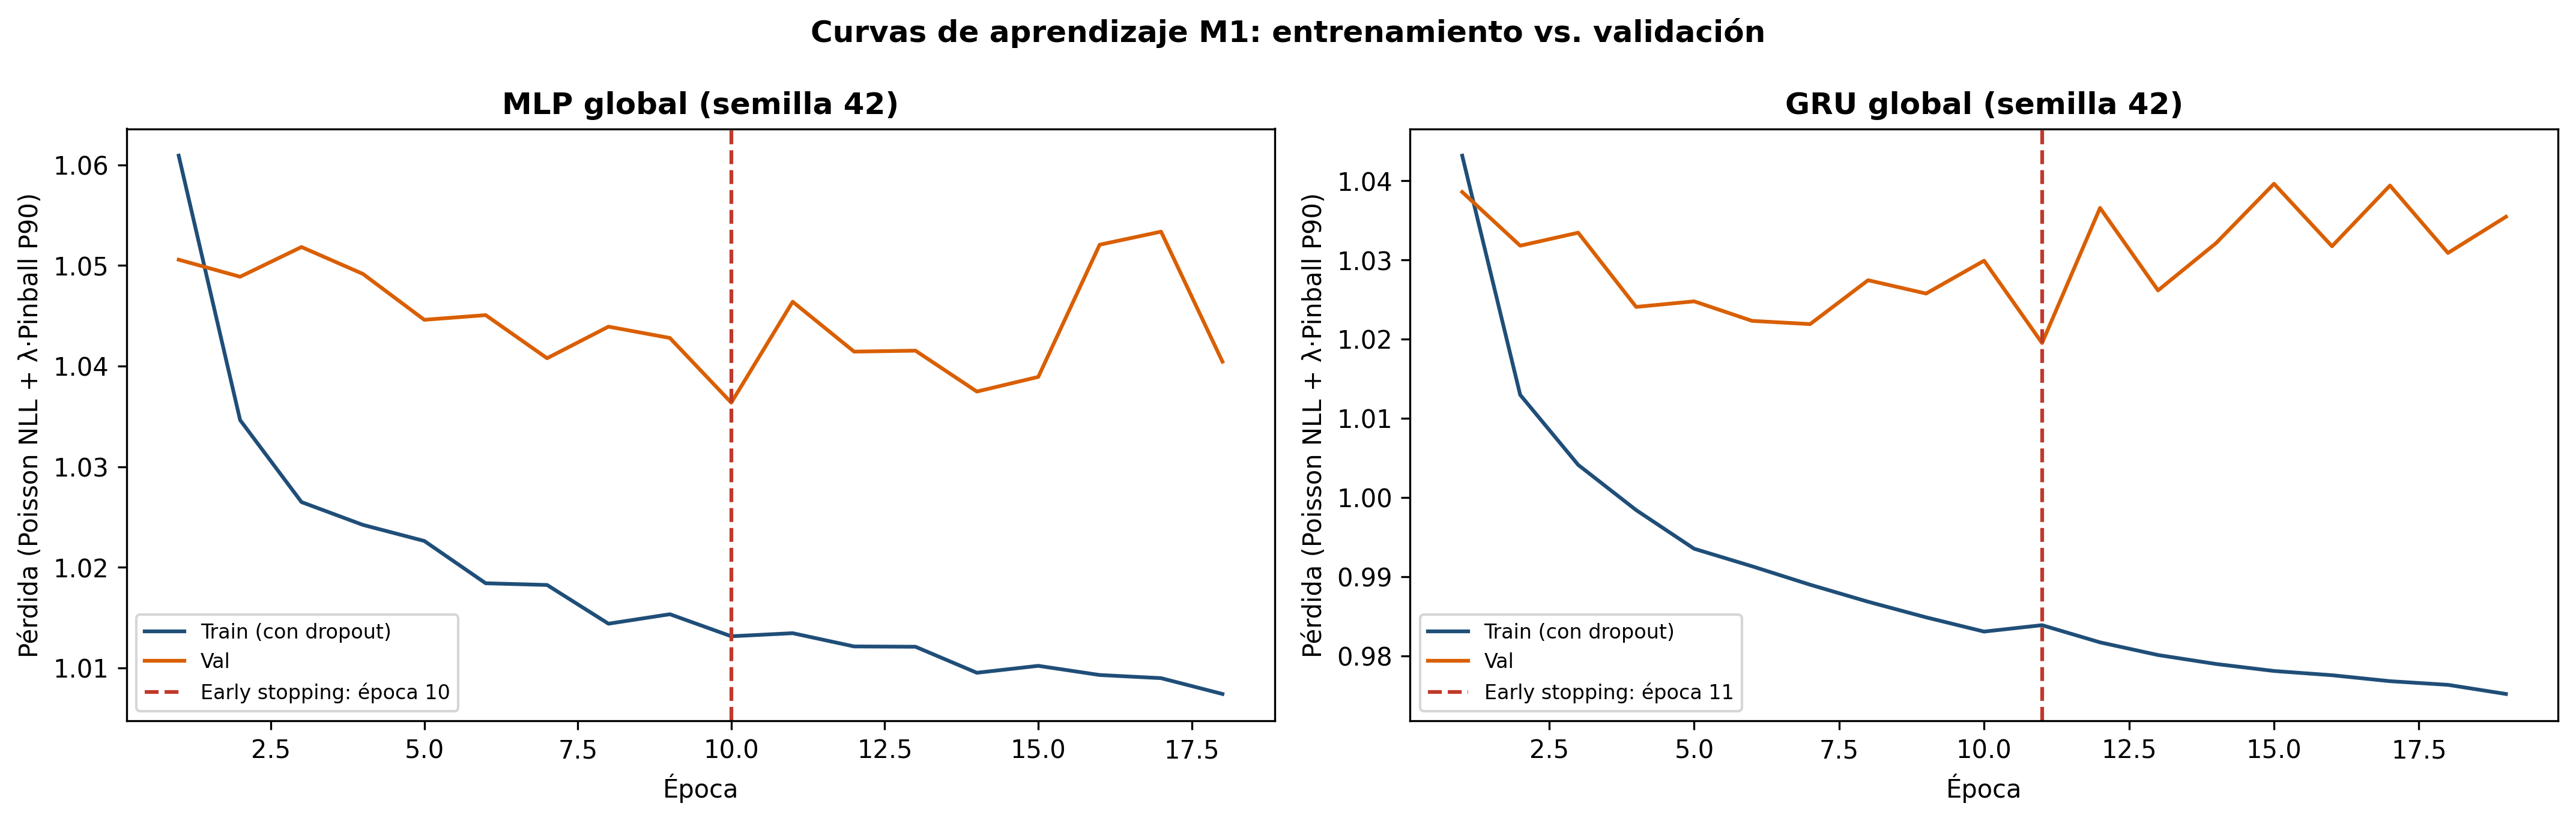 Curvas de aprendizaje M1: entrenamiento vs. validación
MLP global (semilla 42)
Pérdida (Poisson NLL + λ·Pinball P90)
1.06
1.05
1.04
1.03
1.02
1.01
Train (con dropout)
Val
Early stopping: época 10
2.5 5.0 7.5 10.0 12.5 15.0 17.5
Época
GRU global (semilla 42)
Pérdida (Poisson NLL + λ·Pinball P90)
1.04
1.03
1.02
1.01
1.00
0.99
0.98
Train (con dropout)
Val
Early stopping: época 11
2.5 5.0 7.5 10.0 12.5 15.0 17.5
Época